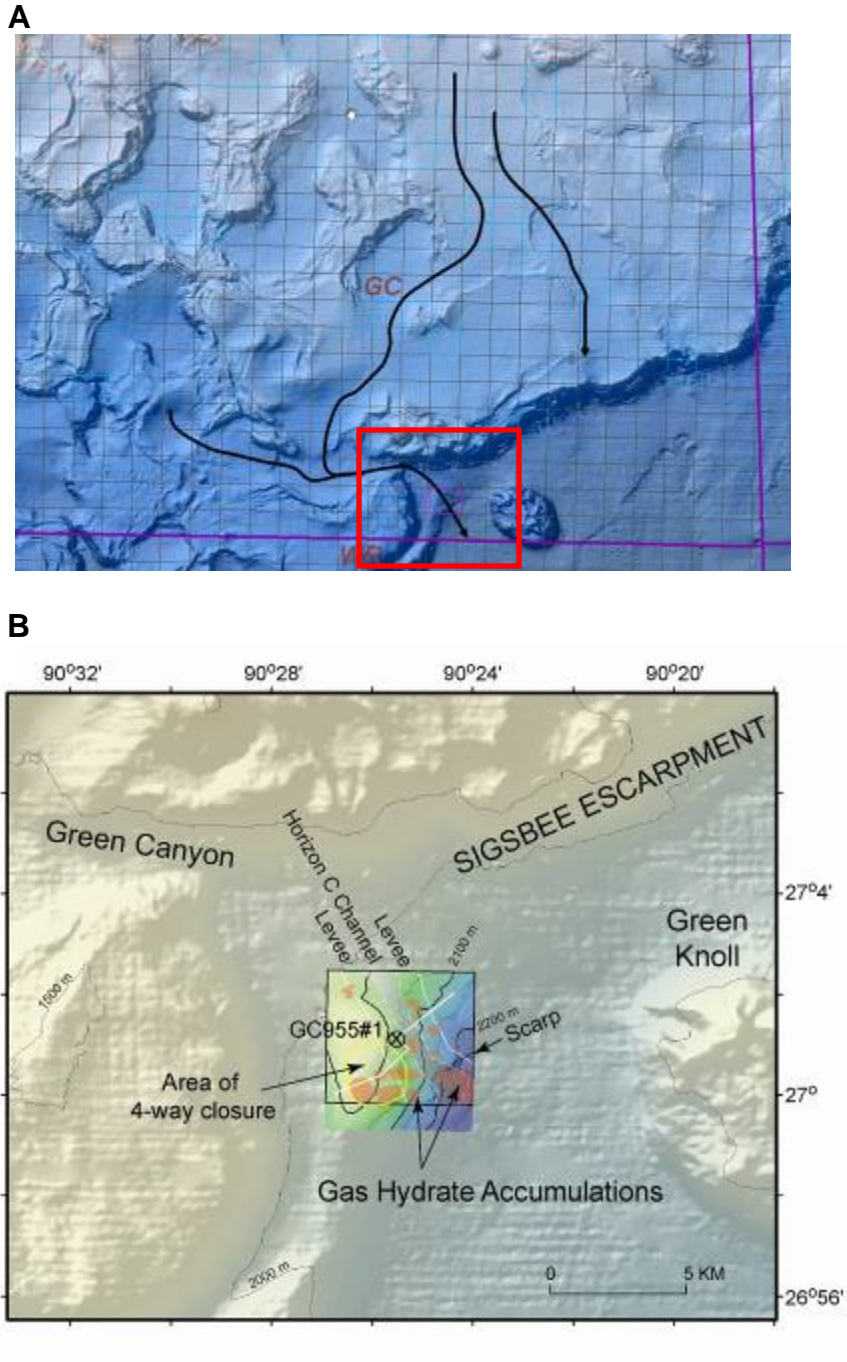 A
GC
WR
B
90°32' 90°28' 90°24' 90°20'
SIGSBEE ESCARPMENT
Green Canyon
Horizon C Channel
Levee
Levee
27°4'
Green
Knoll
2100 m
1500 m
GC955#1
2200 m
Scarp
Area of
4-way closure
27°
Gas Hydrate Accumulations
2000 m
0 5 KM
26°56'